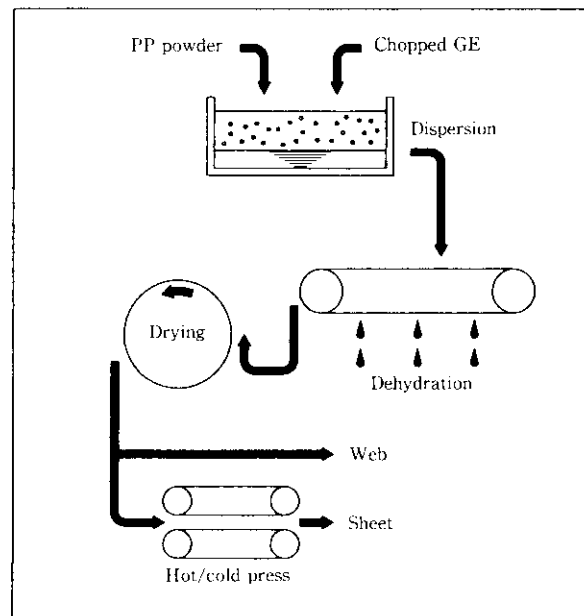 PP powder
Chopped GE
Dispersion
Drying
Dehydration
Web
Sheet
Hot/cold press